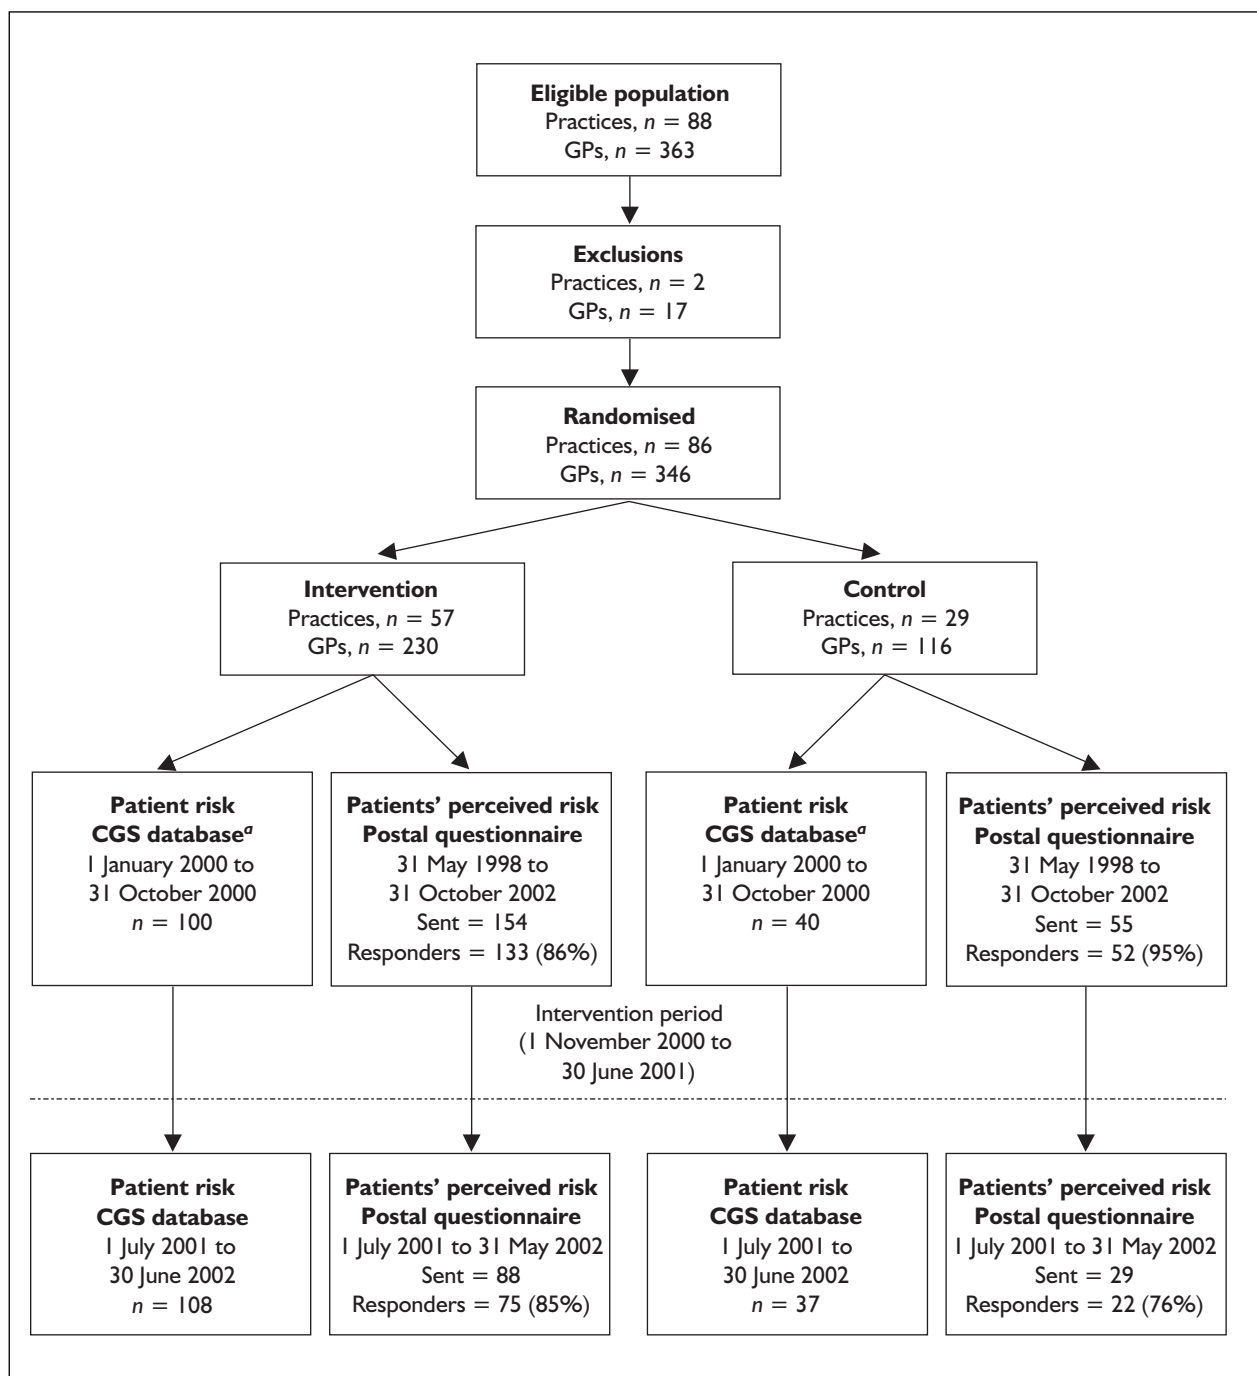 Eligible population
Practices, n = 88
GPs, n = 363
Exclusions
Practices, n = 2
GPs, n = 17
Randomised
Practices, n = 86
GPs, n = 346
Intervention
Practices, n = 57
GPs, n = 230
Control
Practices, n = 29
GPs, n = 116
Patient risk
CGS databaseᵃ
1 January 2000 to
31 October 2000
n = 100
Patients’ perceived risk
Postal questionnaire
31 May 1998 to
31 October 2002
Sent = 154
Responders = 133 (86%)
Patient risk
CGS databaseᵃ
1 January 2000 to
31 October 2000
n = 40
Patients’ perceived risk
Postal questionnaire
31 May 1998 to
31 October 2002
Sent = 55
Responders = 52 (95%)
Intervention period
(1 November 2000 to
30 June 2001)
Patient risk
CGS database
1 July 2001 to
30 June 2002
n = 108
Patients’ perceived risk
Postal questionnaire
1 July 2001 to 31 May 2002
Sent = 88
Responders = 75 (85%)
Patient risk
CGS database
1 July 2001 to
30 June 2002
n = 37
Patients’ perceived risk
Postal questionnaire
1 July 2001 to 31 May 2002
Sent = 29
Responders = 22 (76%)